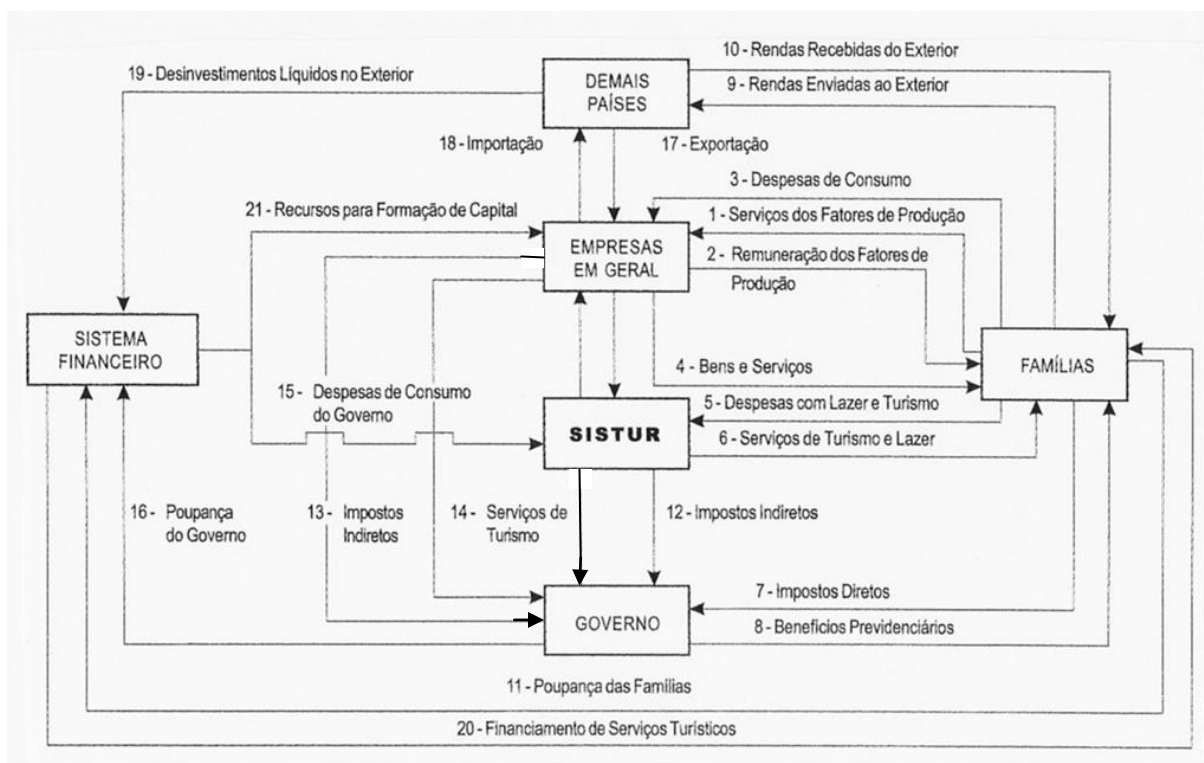 10 - Rendas Recebidas do Exterior
19 - Desinvestimentos Líquidos no Exterior
DEMAIS
PAÍSES
9 - Rendas Enviadas ao Exterior
18 - Importação
17 - Exportação
3 - Despesas de Consumo
21 - Recursos para Formação de Capital
1 - Serviços dos Fatores de Produção
EMPRESAS
EM GERAL
2 - Remuneração dos Fatores de
Produção
SISTEMA
FINANCEIRO
FAMÍLIAS
4 - Bens e Serviços
15 - Despesas de Consumo
do Governo
5 - Despesas com Lazer e Turismo
SISTUR
6 - Serviços de Turismo e Lazer
16 - Poupança
do Governo
13 - Impostos
Indiretos
14 - Serviços de
Turismo
12 - Impostos Indiretos
7 - Impostos Diretos
GOVERNO
8 - Benefícios Previdenciários
11 - Poupança das Famílias
20 - Financiamento de Serviços Turísticos